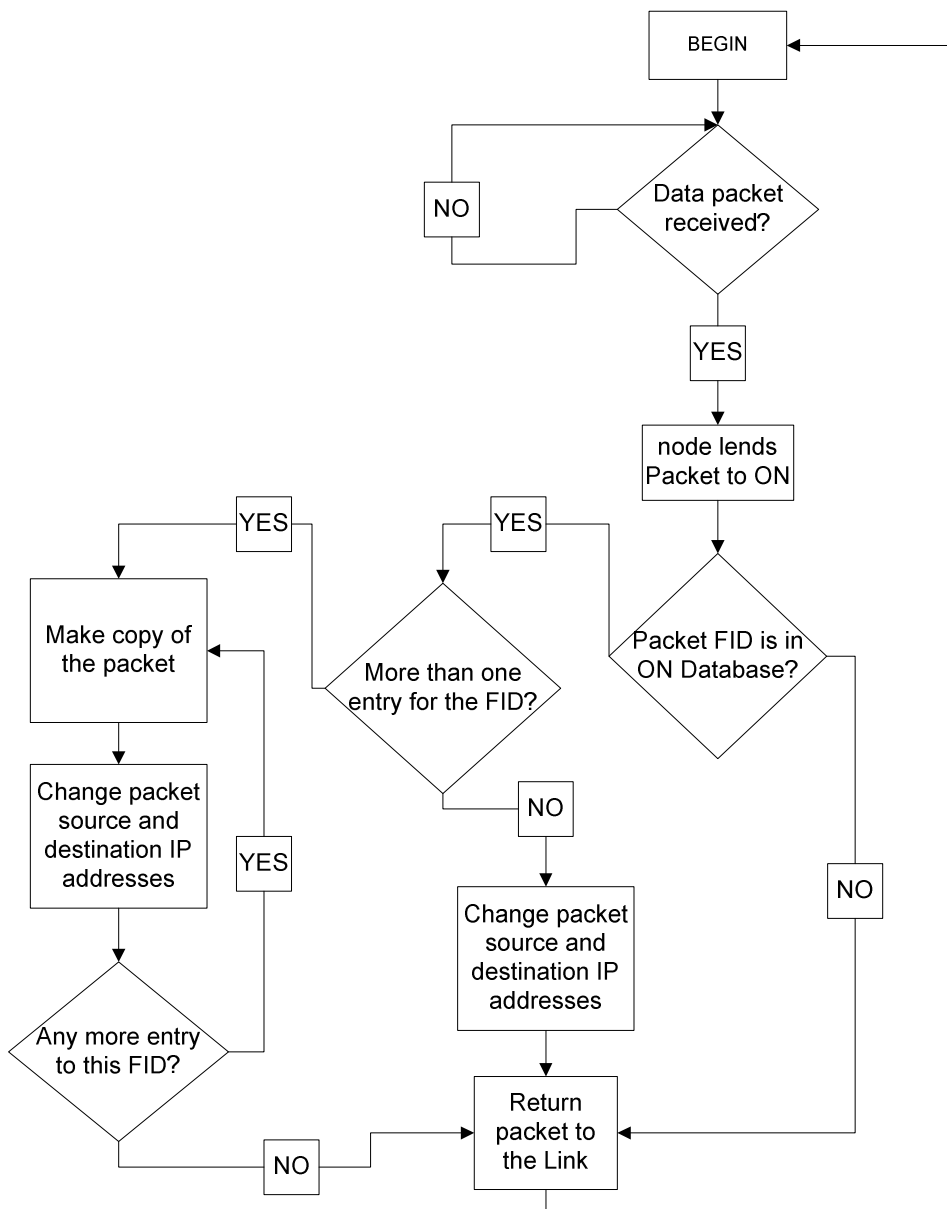 BEGIN
Data packet
received?
NO
YES
node lends
Packet to ON
YES
YES
Packet FID is in
ON Database?
Make copy of
the packet
More than one
entry for the FID?
Change packet
source and
destination IP
addresses
NO
YES
NO
Change packet
source and
destination IP
addresses
Any more entry
to this FID?
Return
packet to
the Link
NO